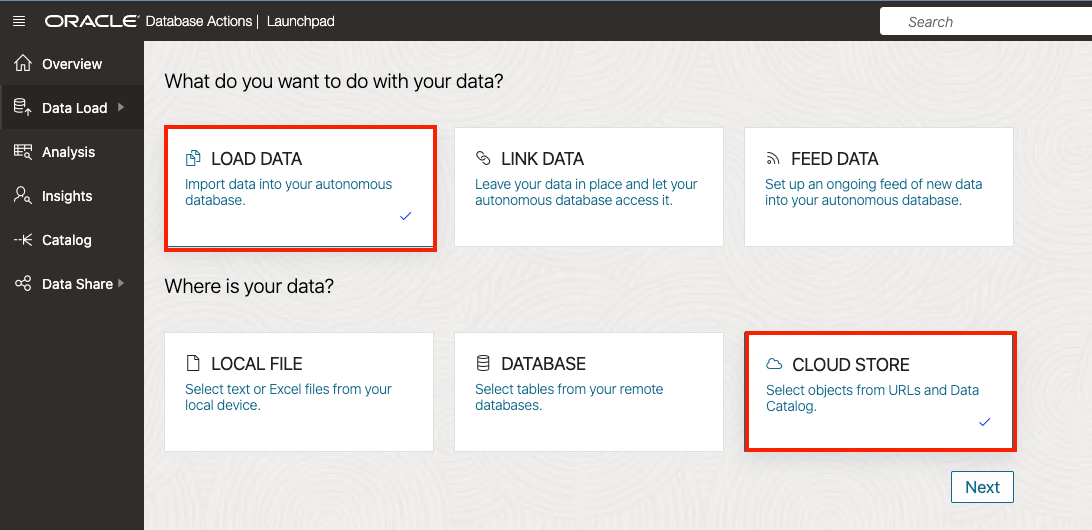 ORACLE Database Actions | Launchpad
Search
Overview
Data Load
Analysis
Insights
Catalog
Data Share
What do you want to do with your data?
LOAD DATA
Import data into your autonomous
database.
LINK DATA
Leave your data in place and let your
autonomous database access it.
FEED DATA
Set up an ongoing feed of new data
into your autonomous database.
Where is your data?
LOCAL FILE
Select text or Excel files from your
local device.
DATABASE
Select tables from your remote
databases.
CLOUD STORE
Select objects from URLs and Data
Catalog.
Next